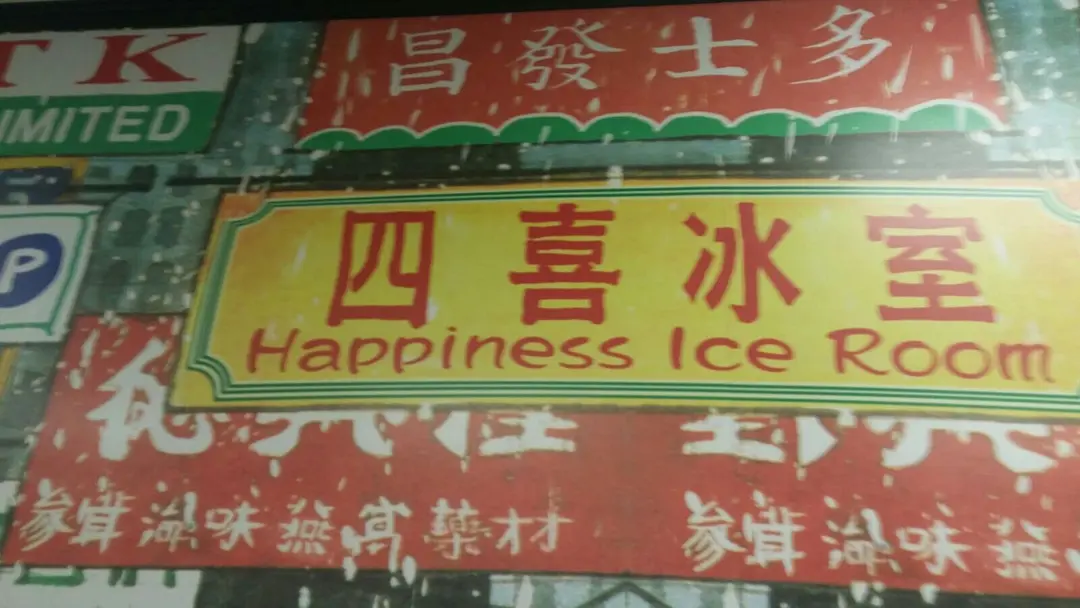 TK
IMITED
昌發士多
P
四喜冰室
Happiness Ice Room
參茸海味燕窩藥材 參茸海味燕